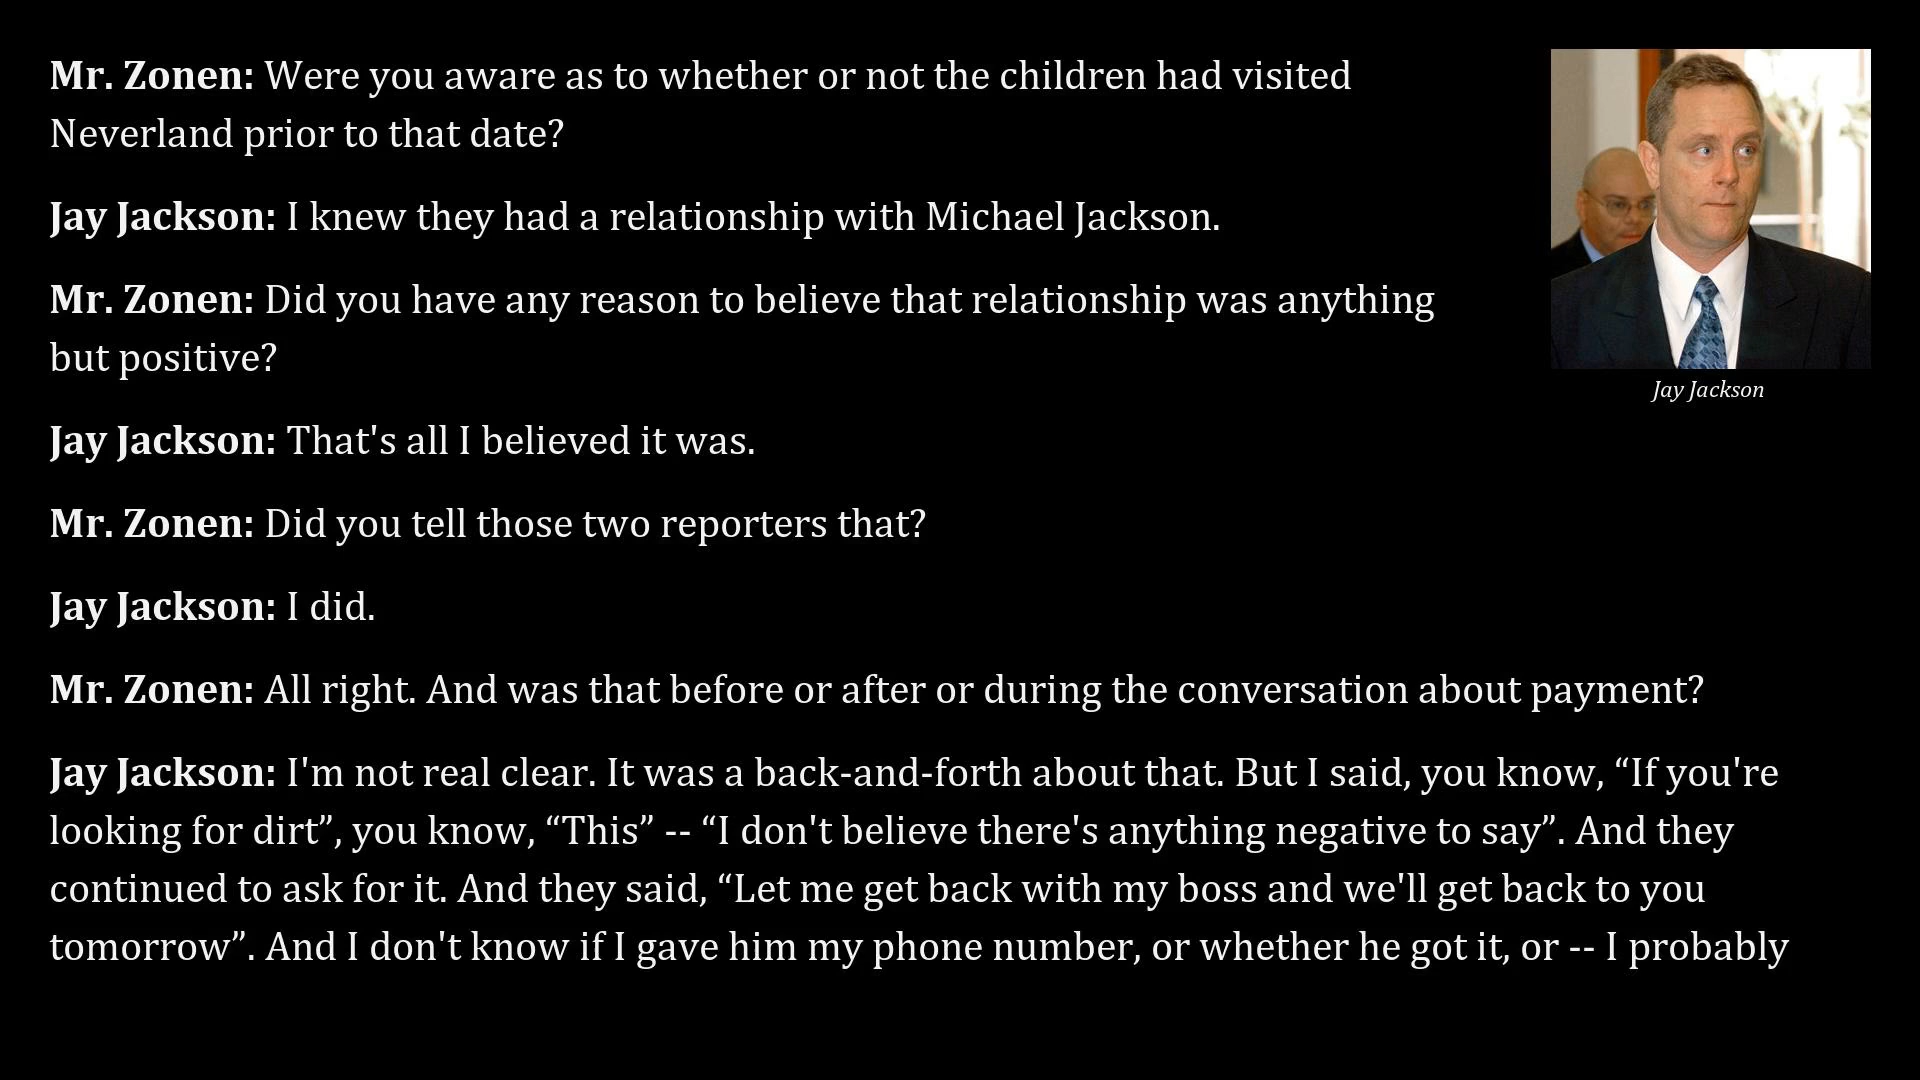 Mr. Zonen: Were you aware as to whether or not the children had visited
Neverland prior to that date?
Jay Jackson: I knew they had a relationship with Michael Jackson.
Mr. Zonen: Did you have any reason to believe that relationship was anything
but positive?
Jay Jackson
Jay Jackson: That's all I believed it was.
Mr. Zonen: Did you tell those two reporters that?
Jay Jackson: I did.
Mr. Zonen: All right. And was that before or after or during the conversation about payment?
Jay Jackson: I'm not real clear. It was a back-and-forth about that. But I said, you know, “If you're
looking for dirt”, you know, “This” -- “I don't believe there's anything negative to say”. And they
continued to ask for it. And they said, “Let me get back with my boss and we'll get back to you
tomorrow”. And I don't know if I gave him my phone number, or whether he got it, or -- I probably